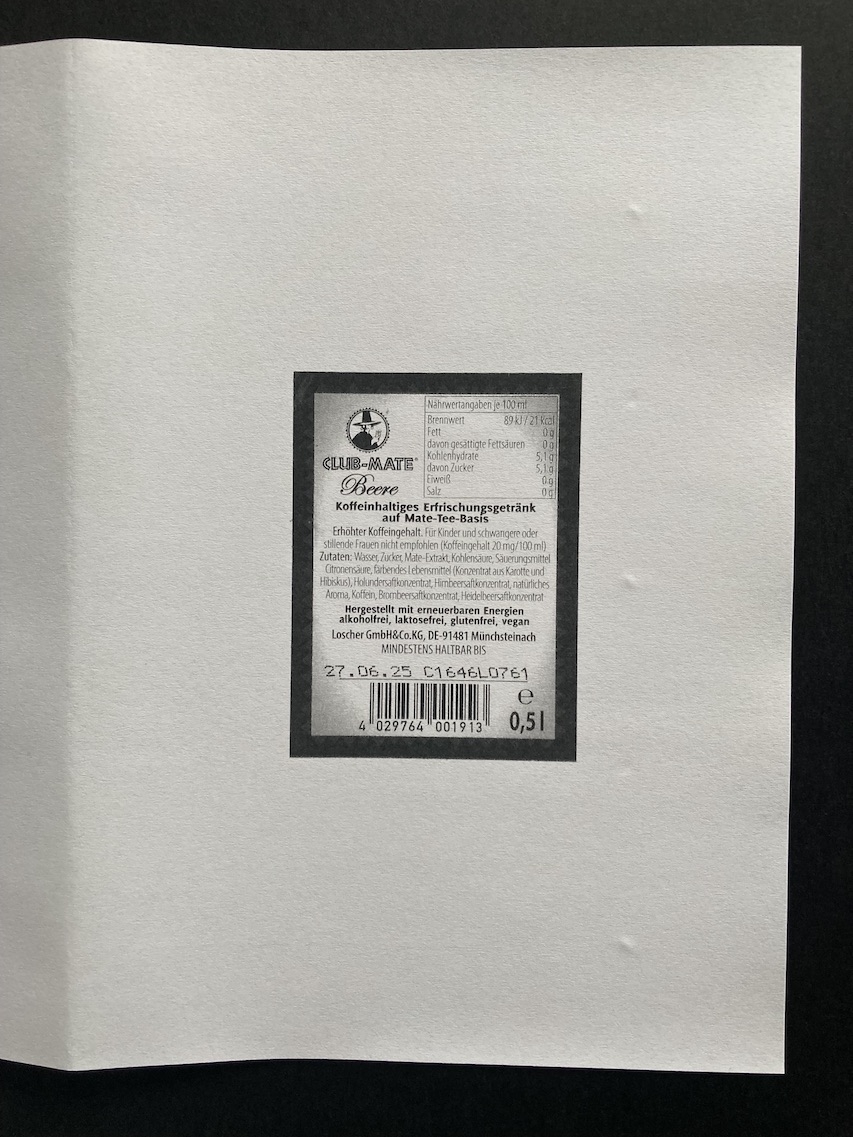 CLUB-MATE®
Beere
Nährwertangaben je 100 ml
Brennwert 89 kJ / 21 Kcal
Fett 0 g
davon gesättigte Fettsäuren 0 g
Kohlenhydrate 5,1 g
davon Zucker 5,1 g
Eiweiß 0 g
Salz 0 g
Koffeinhaltiges Erfrischungsgetränk
auf Mate-Tee-Basis
Erhöhter Koffeingehalt. Für Kinder und schwangere oder
stillende Frauen nicht empfohlen (Koffeingehalt 20 mg/100 ml)
Zutaten: Wasser, Zucker, Mate-Extrakt, Kohlensäure, Säuerungsmittel
Citronensäure, färbendes Lebensmittel (Konzentrat aus Karotte und
Hibiskus), Holundersaftkonzentrat, Himbeersaftkonzentrat, natürliches
Aroma, Koffein, Brombeersaftkonzentrat, Heidelbeersaftkonzentrat
Hergestellt mit erneuerbaren Energien
alkoholfrei, laktosefrei, glutenfrei, vegan
Loscher GmbH&Co.KG, DE-91481 Münchsteinach
MINDESTENS HALTBAR BIS
27.06.25 C1646L0761
4 029764 001913
e
0,5 l